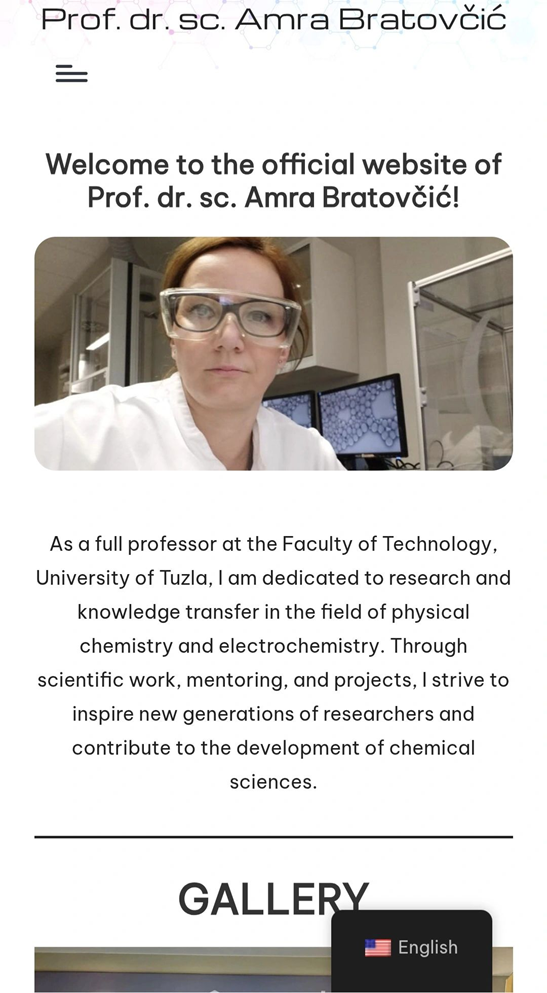 Prof. dr. sc. Amra Bratovčić
Welcome to the official website of
Prof. dr. sc. Amra Bratovčić!
As a full professor at the Faculty of Technology,
University of Tuzla, I am dedicated to research and
knowledge transfer in the field of physical
chemistry and electrochemistry. Through
scientific work, mentoring, and projects, I strive to
inspire new generations of researchers and
contribute to the development of chemical
sciences.
GALLERY
English